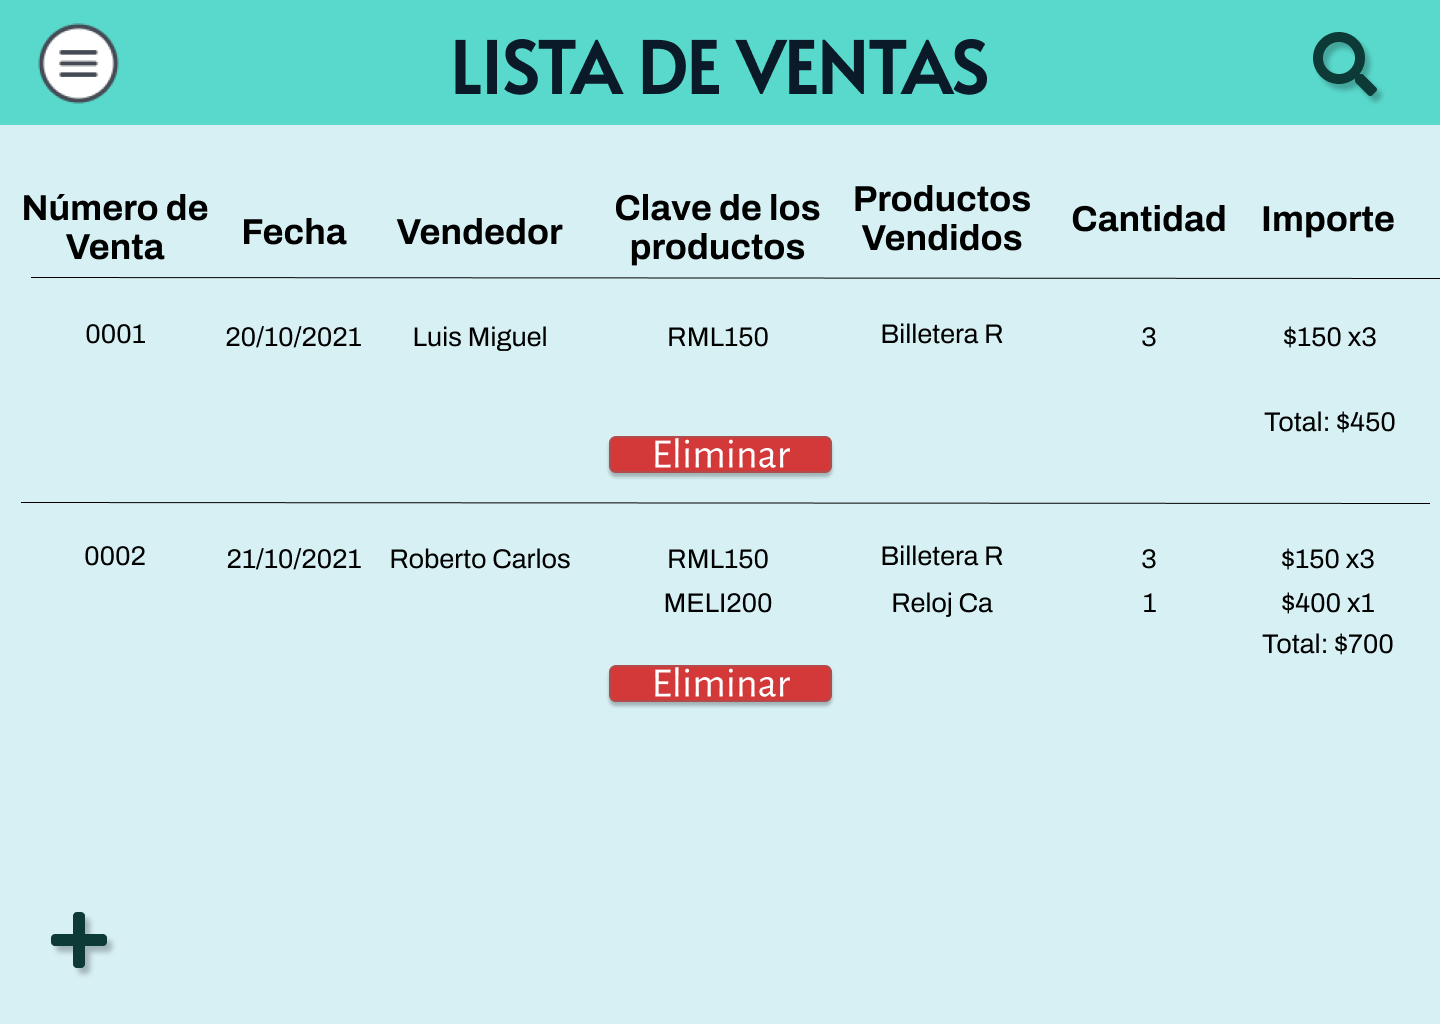 LISTA DE VENTAS
Número de Venta Fecha Vendedor Clave de los productos Productos Vendidos Cantidad Importe
0001 20/10/2021 Luis Miguel RML150 Billetera R 3 $150 x3
Total: $450
Eliminar
0002 21/10/2021 Roberto Carlos RML150 Billetera R 3 $150 x3
MELI200 Reloj Ca 1 $400 x1
Total: $700
Eliminar